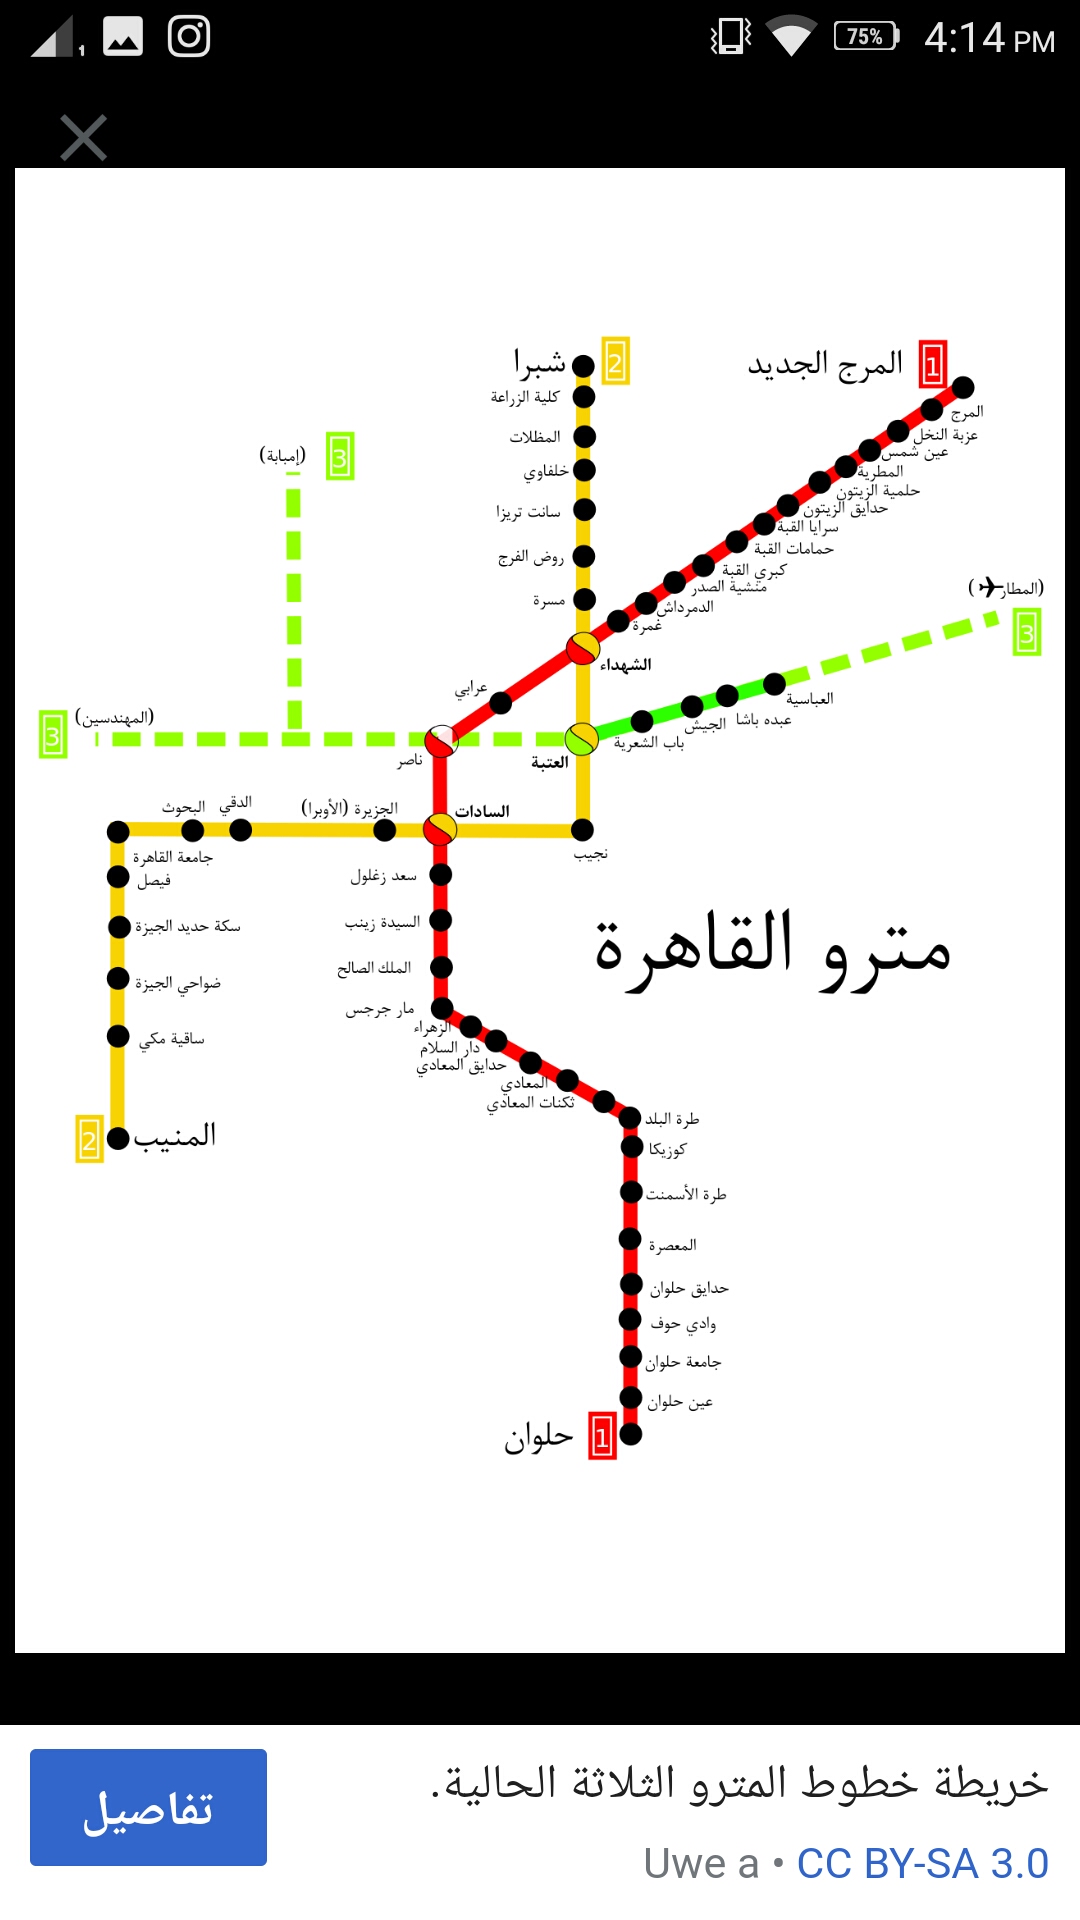 1
75%
4:14 PM
شبرا
2
المرج الجديد
1
كلية الزراعة
المظلات
خلفاوي
سانت تريزا
روض الفرج
مسرة
المرج
عزبة النخل
عين شمس
المطرية
حلمية الزيتون
حدايق الزيتون
سرايا القبة
حمامات القبة
كبري القبة
منشية الصدر
الدمرداش
غمرة
الشهداء
(إمبابة)
3
(المطار)
3
عرابي
العباسية
عبده باشا
الجيش
باب الشعرية
العتبة
(المهندسين)
3
ناصر
السادات
الجزيرة (الأوبرا)
الدقي
البحوث
نجيب
جامعة القاهرة
فيصل
سكة حديد الجيزة
ضواحي الجيزة
ساقية مكي
المنيب
2
سعد زغلول
السيدة زينب
الملك الصالح
مار جرجس
الزهراء
دار السلام
حدايق المعادي
المعادي
ثكنات المعادي
مترو القاهرة
طرة البلد
كوزيكا
طرة الأسمنت
المعصرة
حدايق حلوان
وادي حوف
جامعة حلوان
عين حلوان
حلوان
1
خريطة خطوط المترو الثلاثة الحالية.
Uwe a • CC BY-SA 3.0
تفاصيل